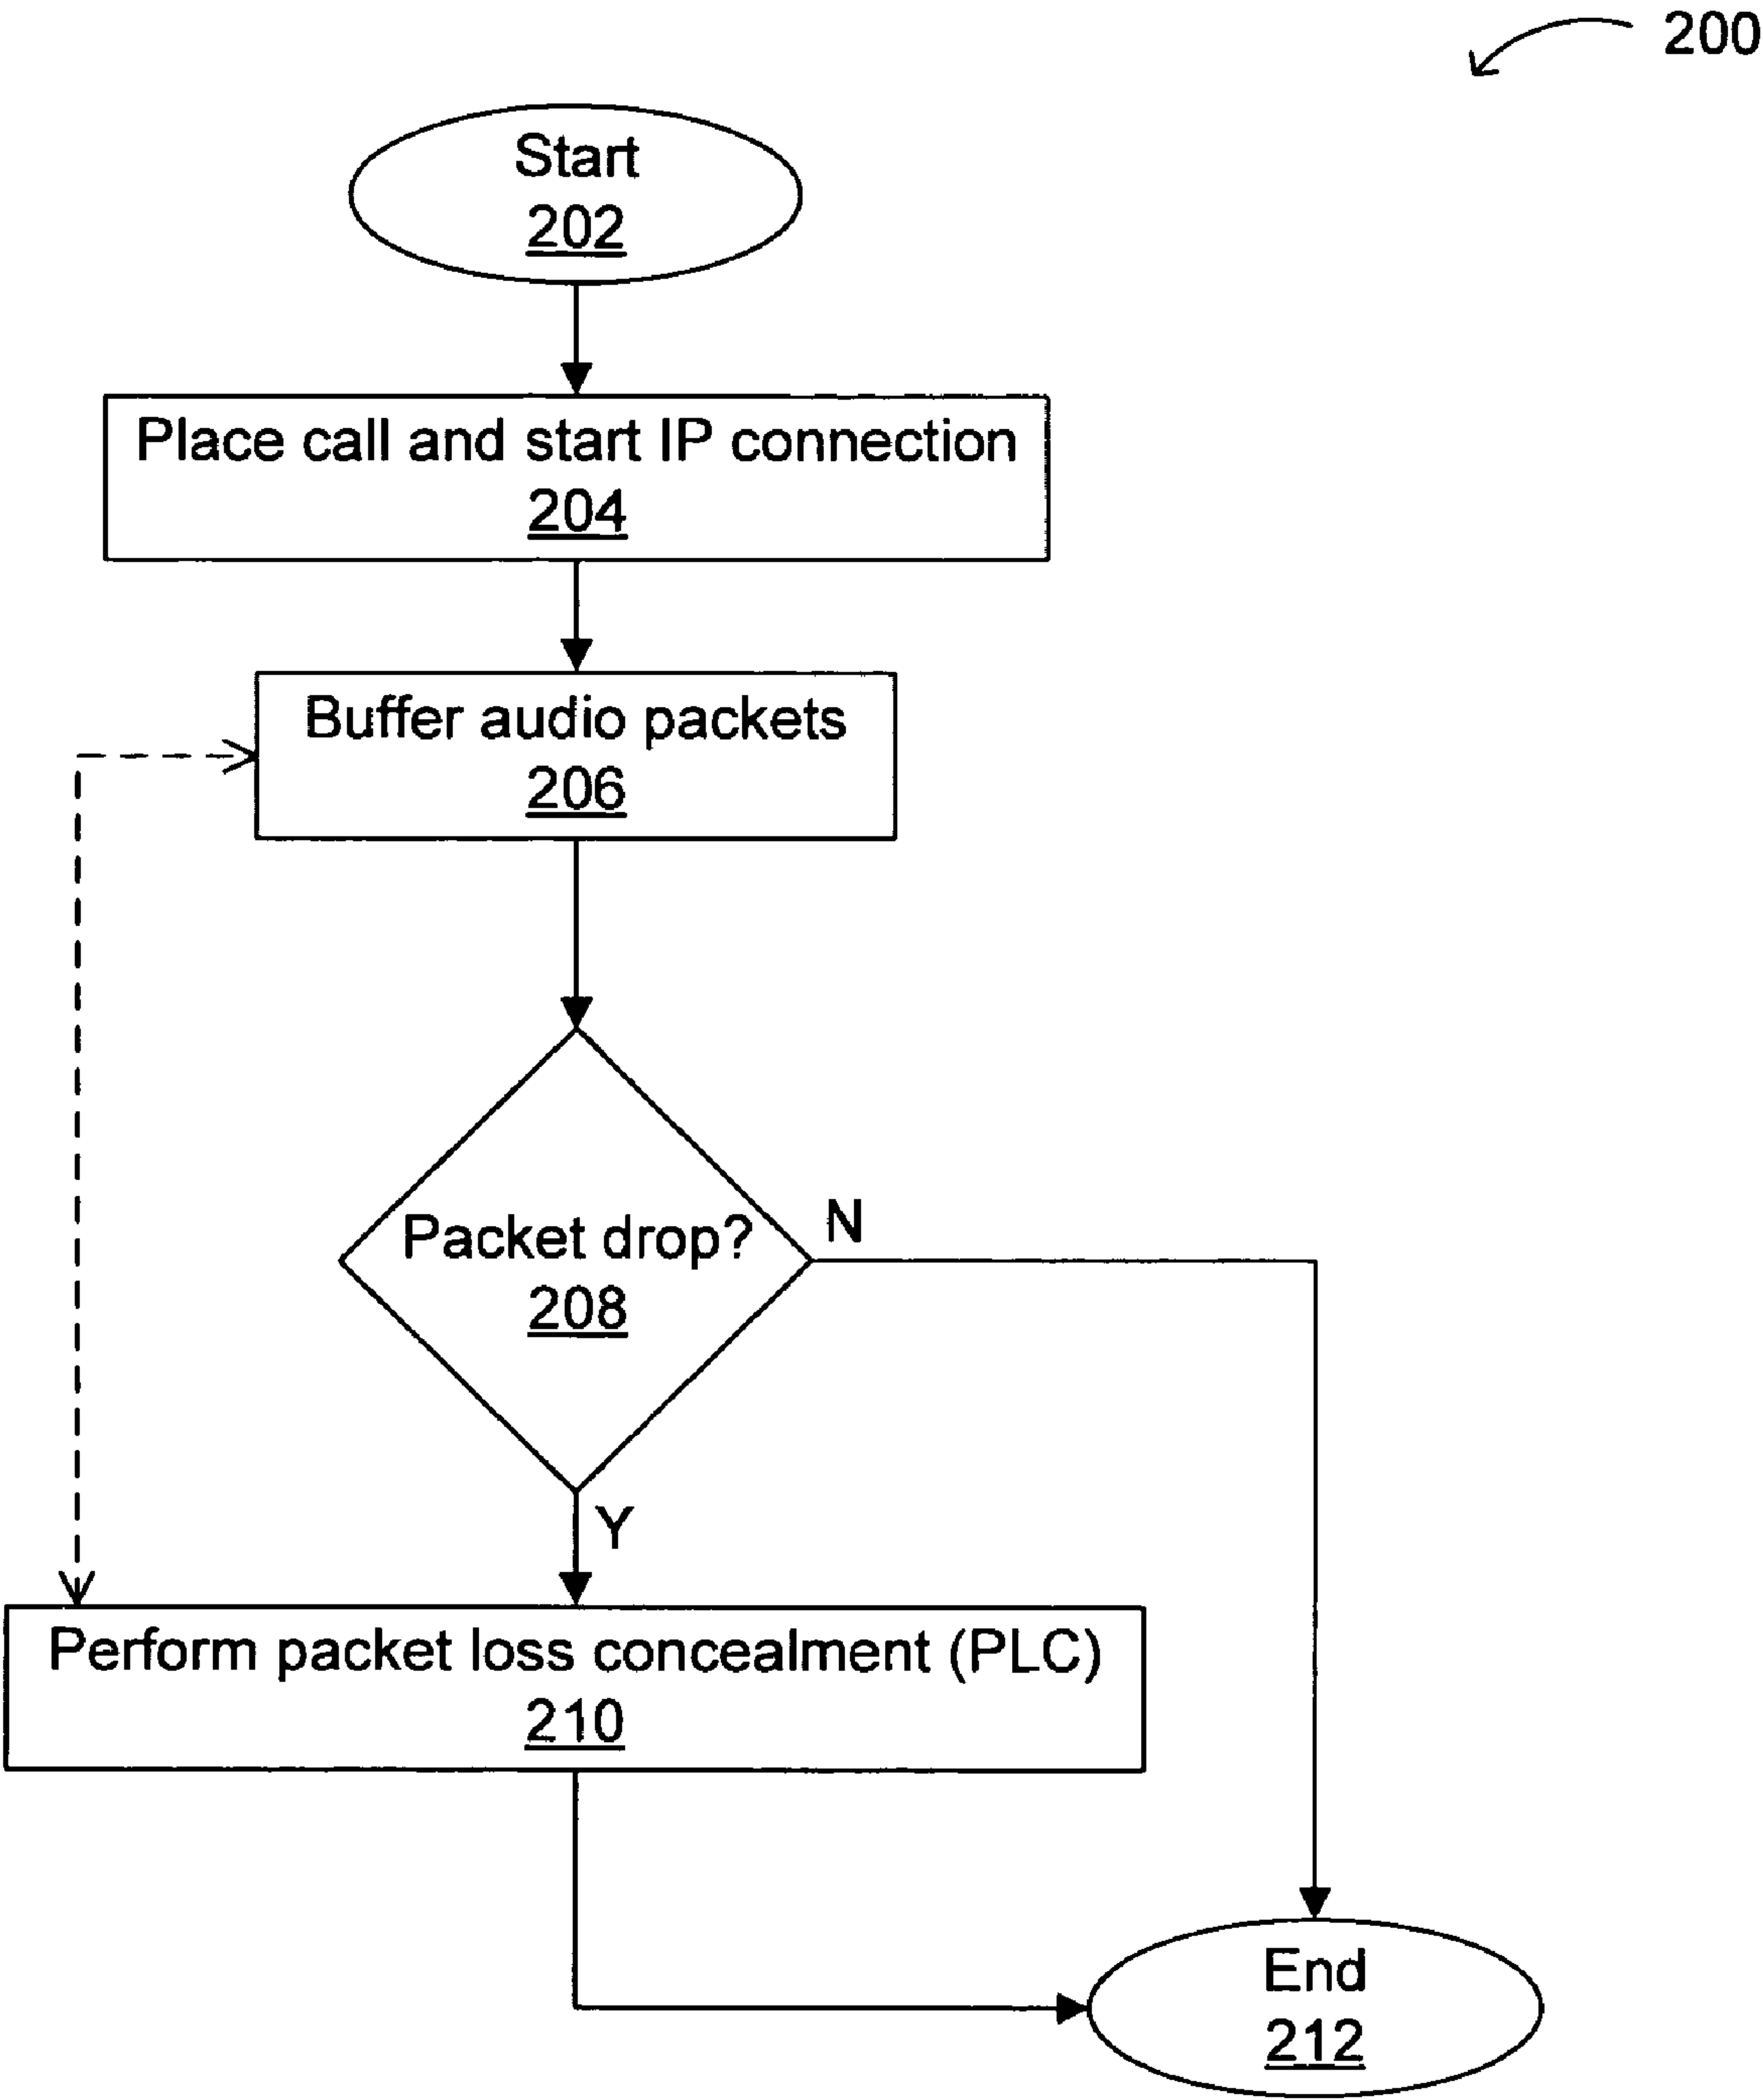 200
Start
202
Place call and start IP connection
204
Buffer audio packets
206
Packet drop?
208
N
Y
Perform packet loss concealment (PLC)
210
End
212